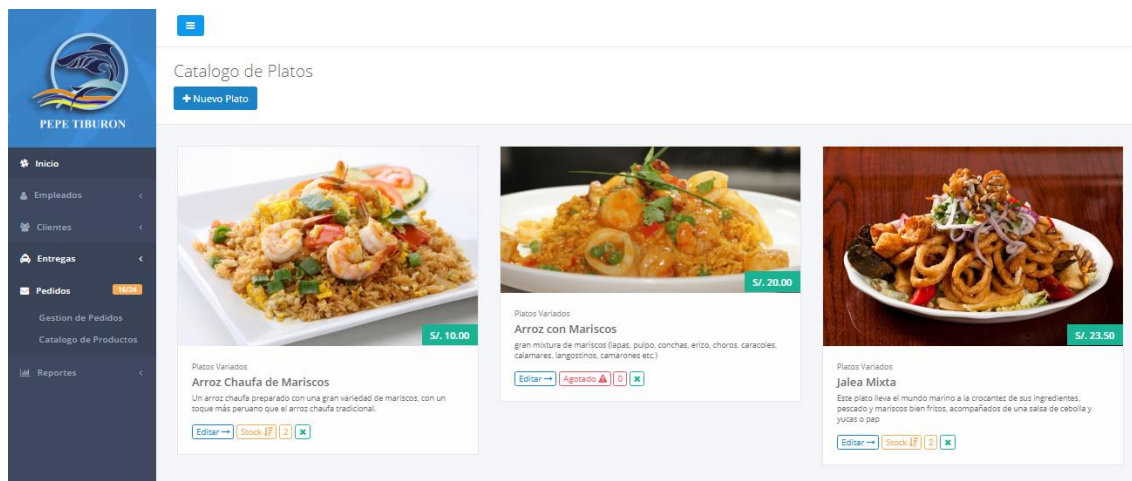 PEPE TIBURON
Inicio
Empleados
Clientes
Entregas
Pedidos 16/24
Gestion de Pedidos
Catalogo de Productos
Reportes
Catalogo de Platos
+ Nuevo Plato
S/. 10.00
Platos Variados
Arroz Chaufa de Mariscos
Un arroz chaufa preparado con una gran variedad de mariscos, con un
toque más peruano que el arroz chaufa tradicional.
Editar → Stock 2 ×
S/. 20.00
Platos Variados
Arroz con Mariscos
gran mixtura de mariscos (lapas, pulpo, conchas, erizo, choros, caracoles,
calamares, langostinos, camarones etc.)
Editar → Agotado 0 ×
S/. 23.50
Platos Variados
Jalea Mixta
Este plato lleva el mundo marino a la crocantez de sus ingredientes,
pescado y mariscos bien fritos, acompañados de una salsa de cebolla y
yucas o pap
Editar → Stock 2 ×